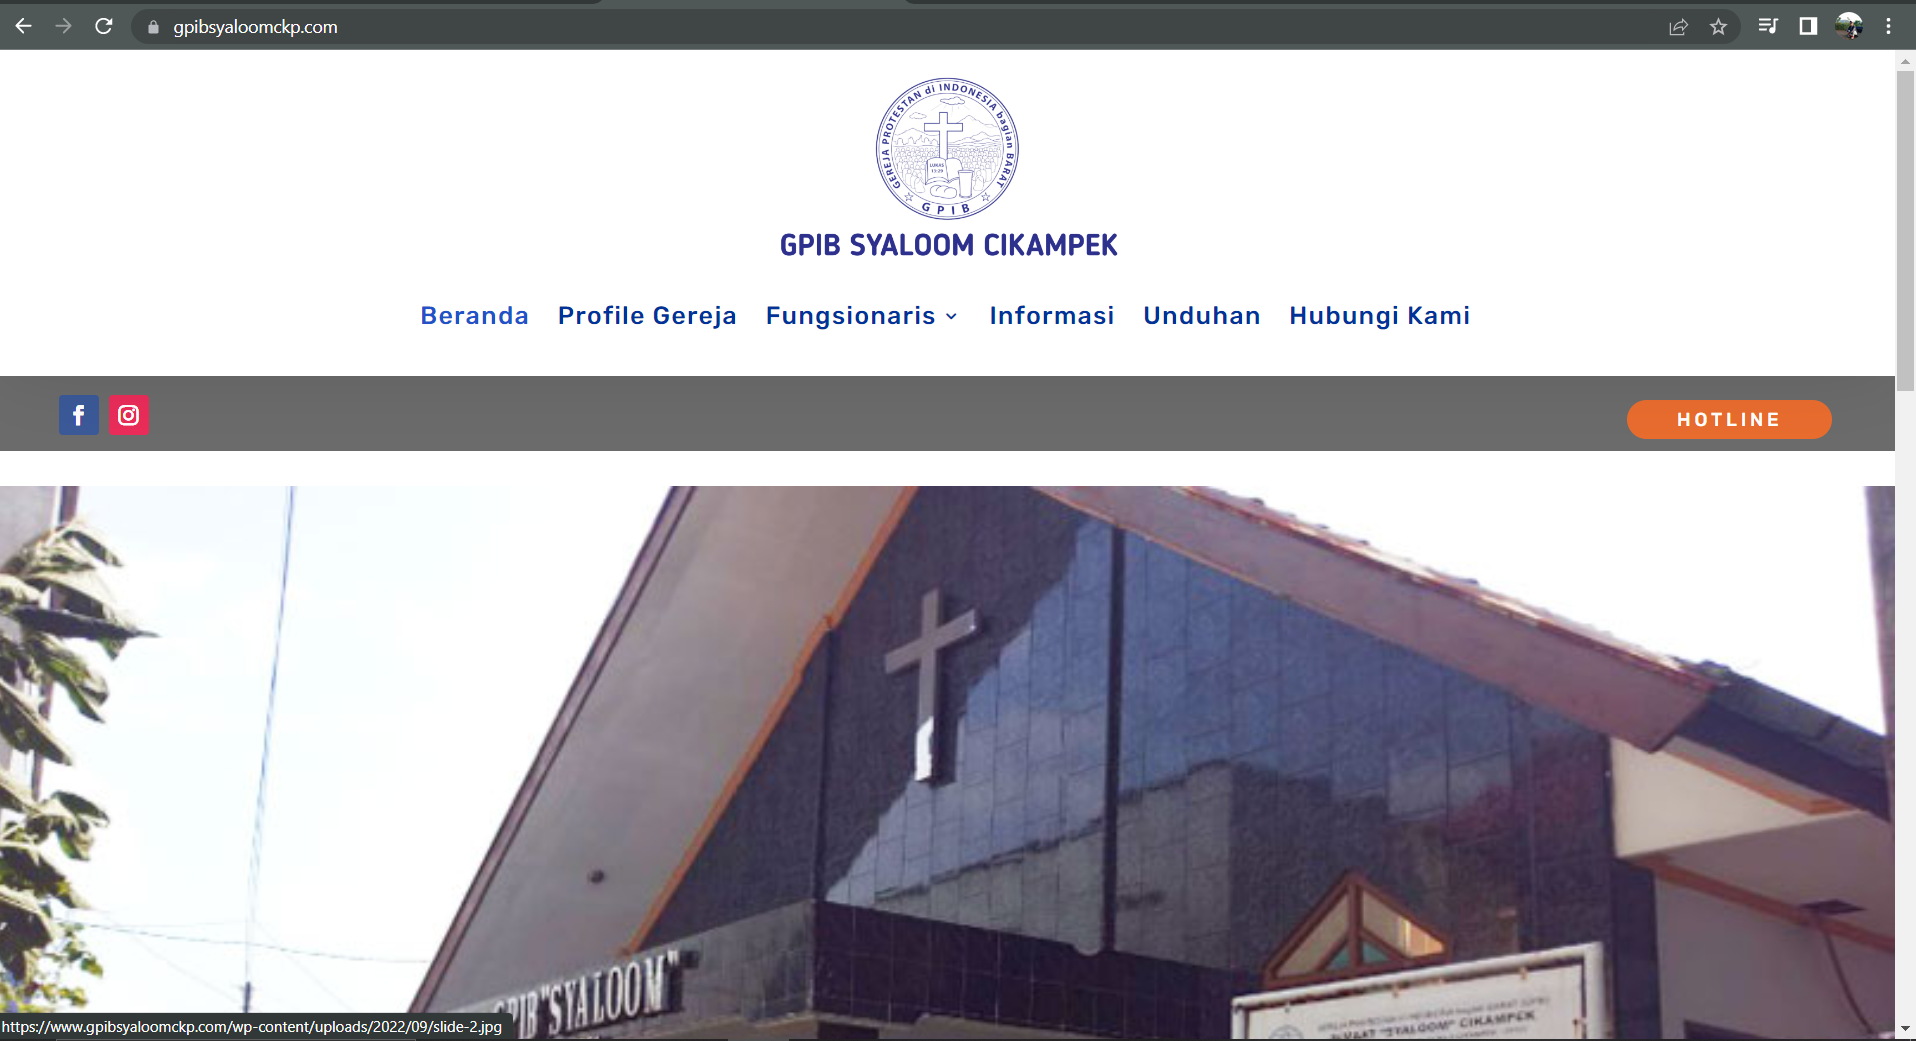 gpibsyaloomckp.com
GEREJA PROTESTAN di INDONESIA bagian BARAT
LUKAS
13:29
GPIB
GPIB SYALOOM CIKAMPEK
Beranda Profile Gereja Fungsionaris Informasi Unduhan Hubungi Kami
HOTLINE
GPIB "SYALOOM"
"SYALOOM" CIKAMPEK
https://www.gpibsyaloomckp.com/wp-content/uploads/2022/09/slide-2.jpg